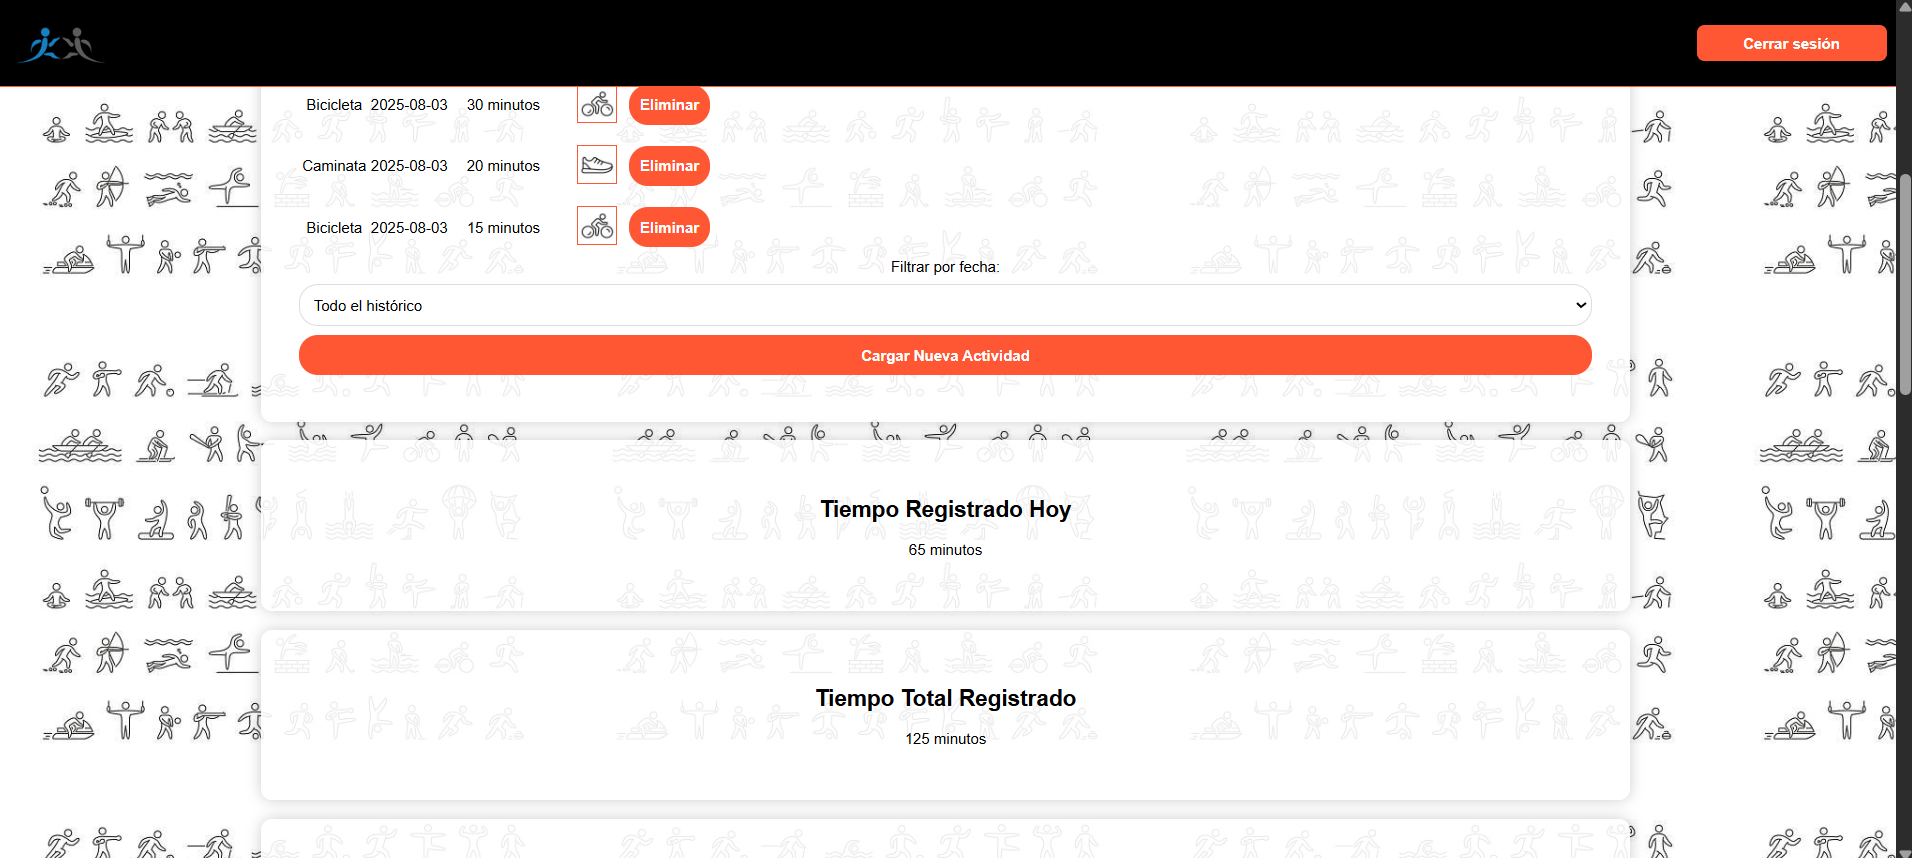 Cerrar sesión
Bicicleta 2025-08-03 30 minutos Eliminar
Caminata 2025-08-03 20 minutos Eliminar
Bicicleta 2025-08-03 15 minutos Eliminar
Filtrar por fecha:
Todo el histórico
Cargar Nueva Actividad
Tiempo Registrado Hoy
65 minutos
Tiempo Total Registrado
125 minutos